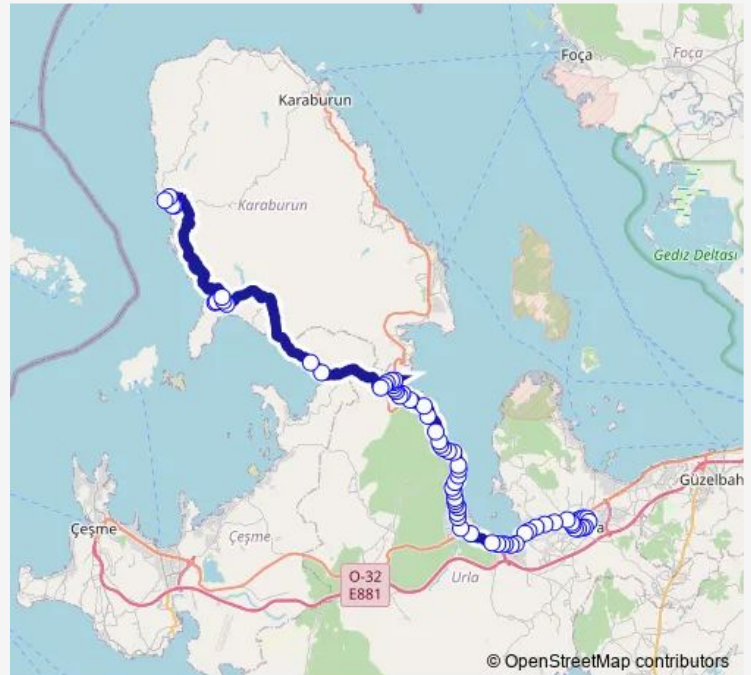 Foça
Foça
Karaburun
Karaburun
Gediz Deltası
Güzelbah
Çeşme
Çeşme
O-32
E881
Urla
a
© OpenStreetMap contributors